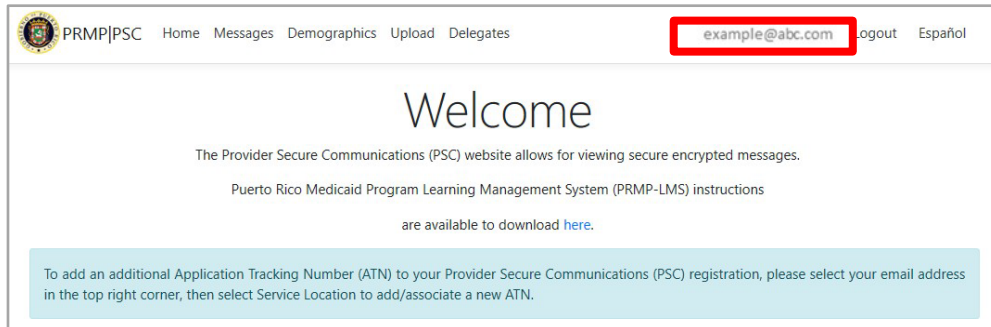 PRMP|PSC Home Messages Demographics Upload Delegates example@abc.com Logout Español
Welcome
The Provider Secure Communications (PSC) website allows for viewing secure encrypted messages.
Puerto Rico Medicaid Program Learning Management System (PRMP-LMS) instructions
are available to download here.
To add an additional Application Tracking Number (ATN) to your Provider Secure Communications (PSC) registration, please select your email address
in the top right corner, then select Service Location to add/associate a new ATN.